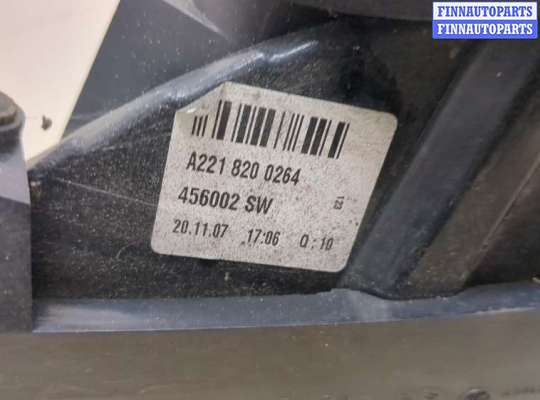 FINNAUTOPARTS
FINNAUTOPARTS
A221 820 0264
456002 SW
20.11.07 17:06 Q:10